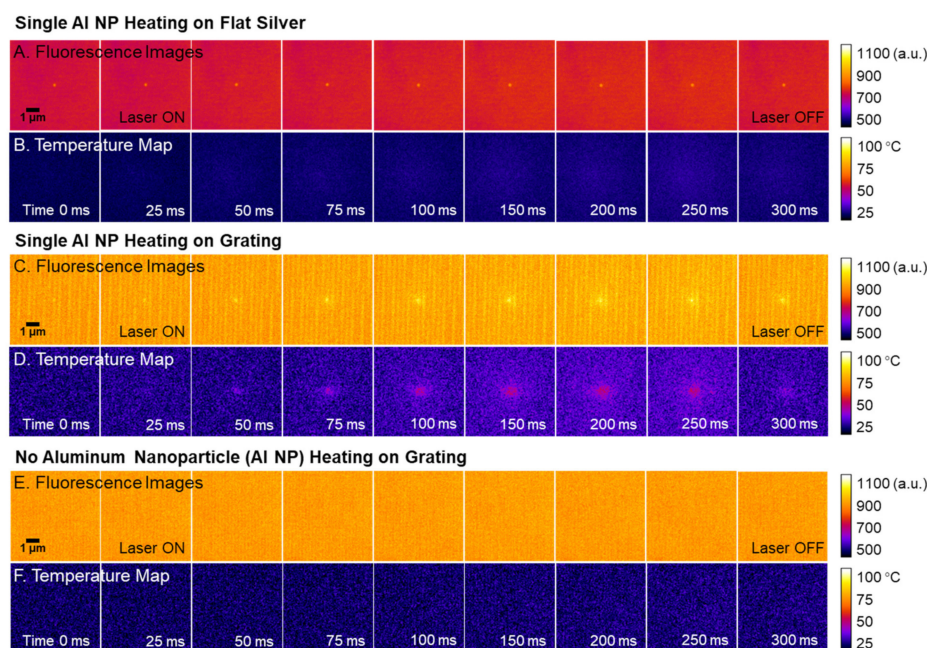 Single Al NP Heating on Flat Silver
A. Fluorescence Images
1 µm
Laser ON
Laser OFF
1100 (a.u.)
900
700
500
B. Temperature Map
Time 0 ms
25 ms
50 ms
75 ms
100 ms
150 ms
200 ms
250 ms
300 ms
100 °C
75
50
25
Single Al NP Heating on Grating
C. Fluorescence Images
1 µm
Laser ON
Laser OFF
1100 (a.u.)
900
700
500
D. Temperature Map
Time 0 ms
25 ms
50 ms
75 ms
100 ms
150 ms
200 ms
250 ms
300 ms
100 °C
75
50
25
No Aluminum Nanoparticle (Al NP) Heating on Grating
E. Fluorescence Images
1 µm
Laser ON
Laser OFF
1100 (a.u.)
900
700
500
F. Temperature Map
Time 0 ms
25 ms
50 ms
75 ms
100 ms
150 ms
200 ms
250 ms
300 ms
100 °C
75
50
25